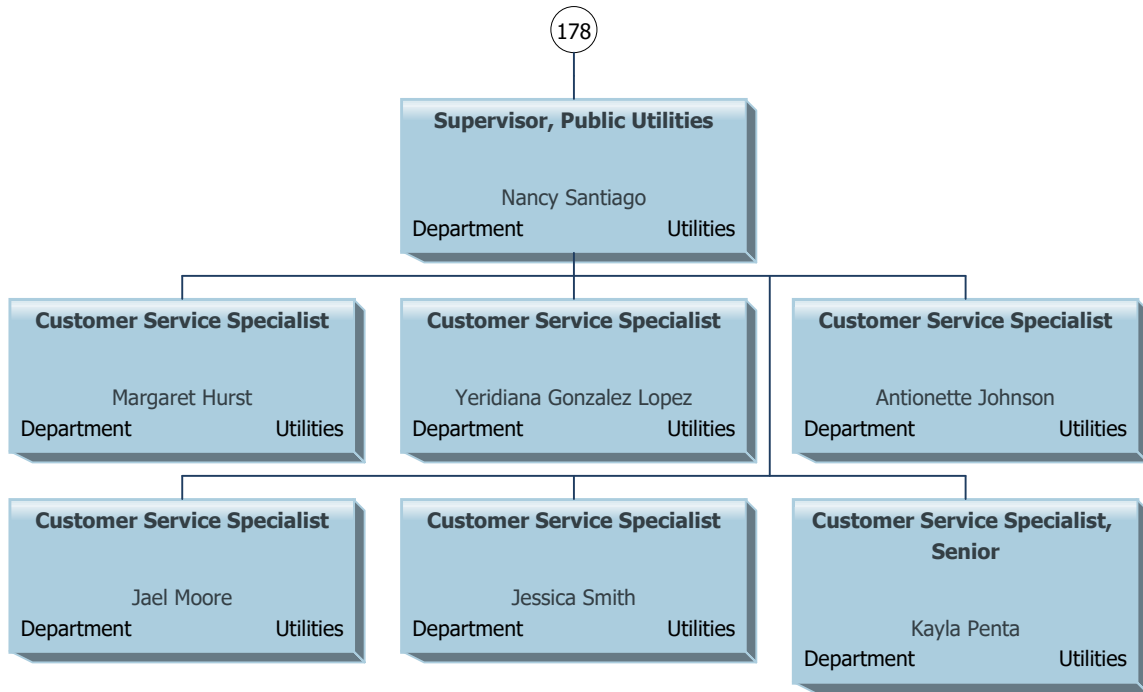 178
Supervisor, Public Utilities
Nancy Santiago
Department Utilities
Customer Service Specialist
Margaret Hurst
Department Utilities
Customer Service Specialist
Yeridiana Gonzalez Lopez
Department Utilities
Customer Service Specialist
Antionette Johnson
Department Utilities
Customer Service Specialist
Jael Moore
Department Utilities
Customer Service Specialist
Jessica Smith
Department Utilities
Customer Service Specialist,
Senior
Kayla Penta
Department Utilities